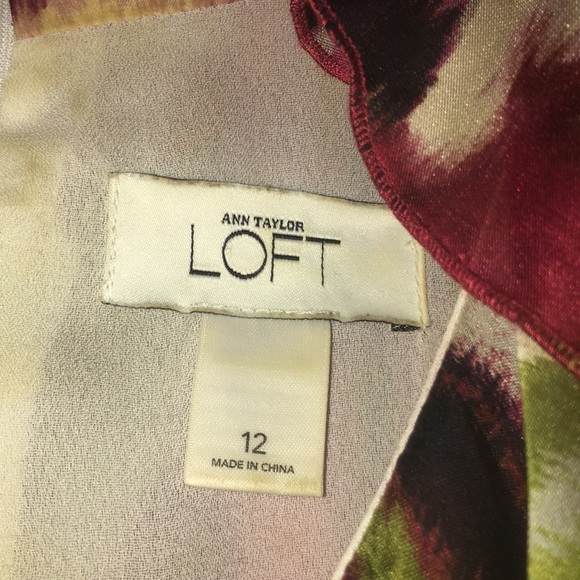 ANN TAYLOR
LOFT
12
MADE IN CHINA